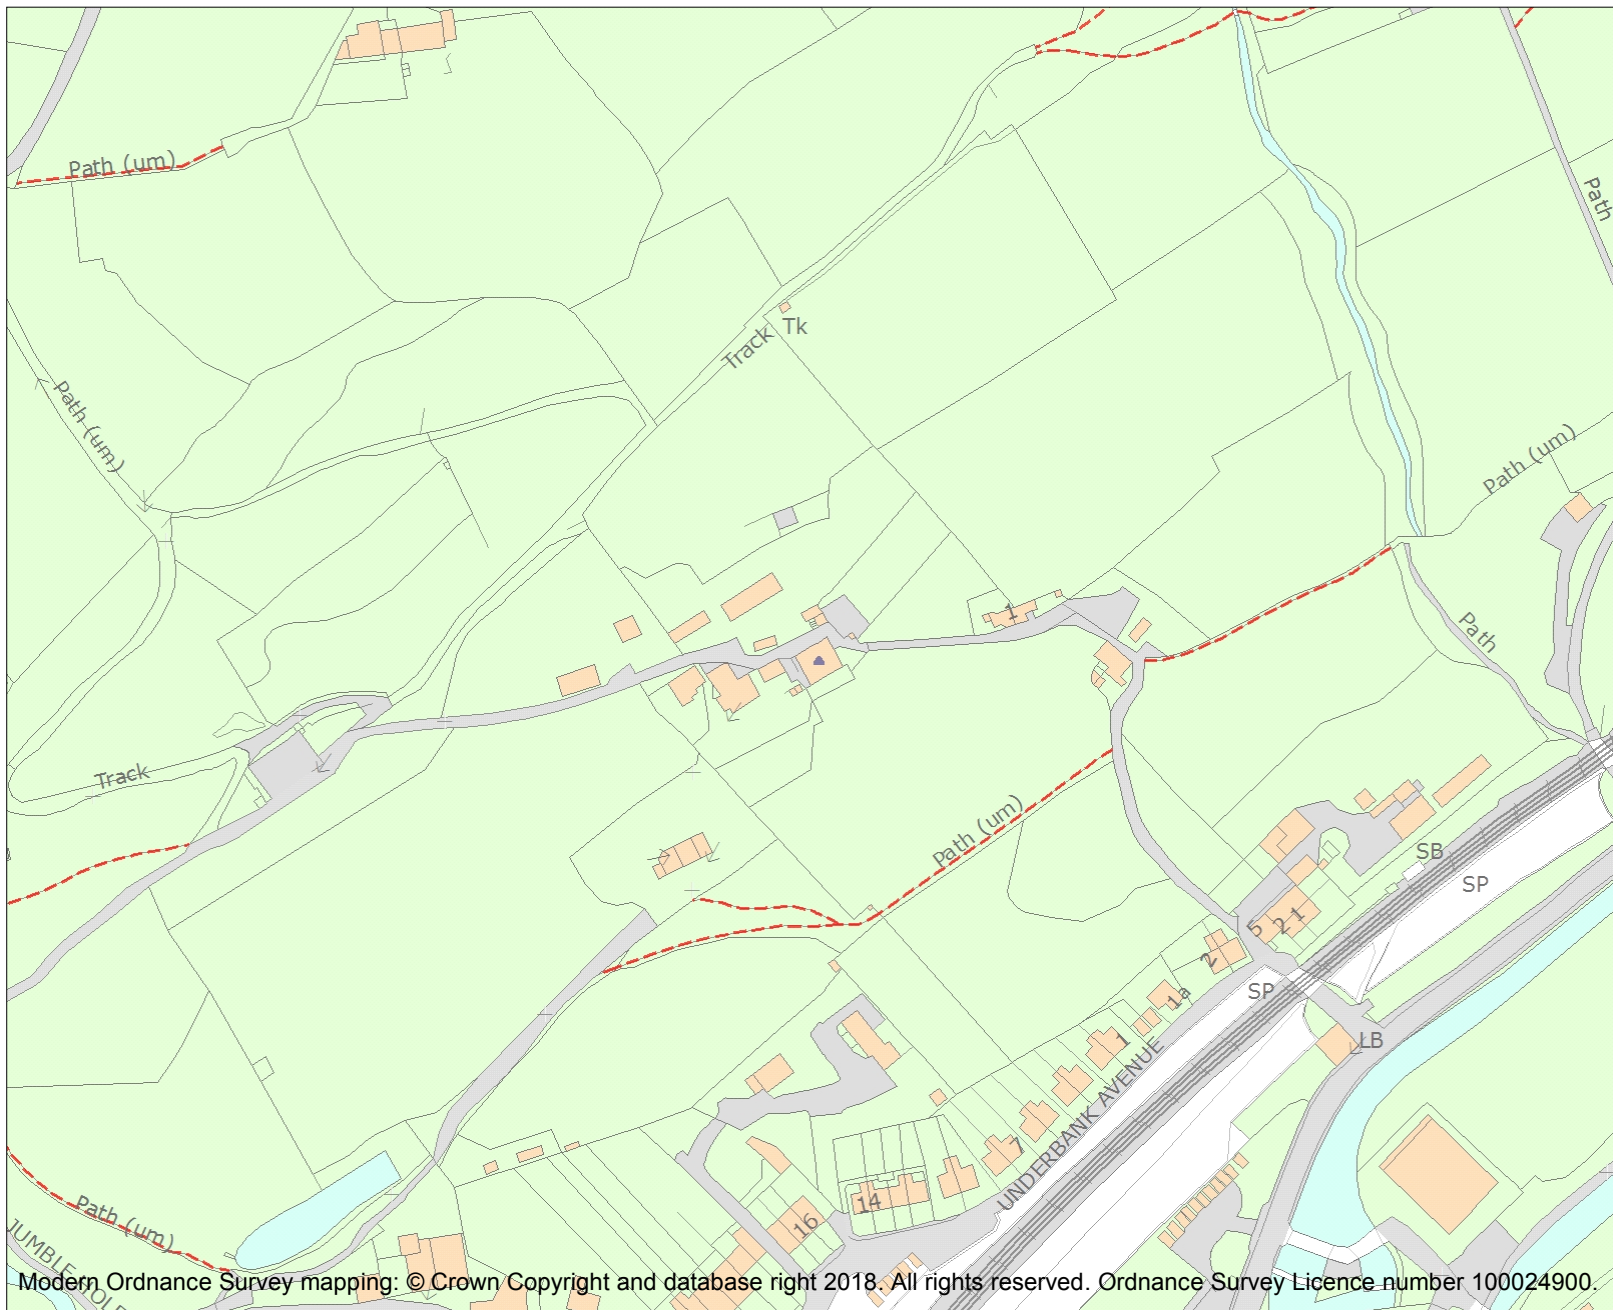 Path (um)
Path
Tk
Track
Path (um)
Path (um)
1
Path
Track
Path (um)
SB
SP
5
2 1
2
SP
1a
LB
1
UNDERBANK AVENUE
7
14
16
Path (um)
JUMBLE HOLE
Modern Ordnance Survey mapping: © Crown Copyright and database right 2018. All rights reserved. Ordnance Survey Licence number 100024900.